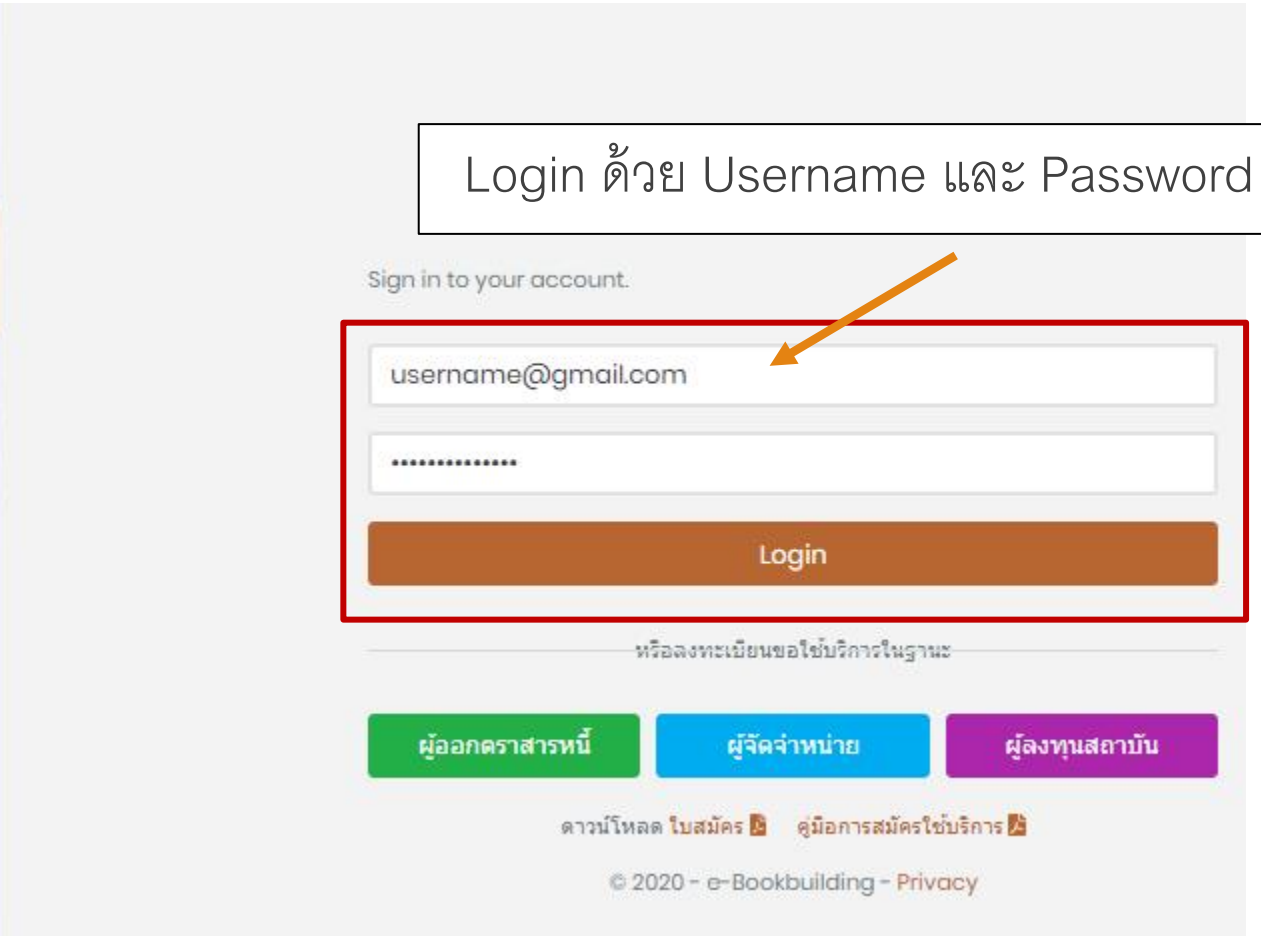 Login ด้วย Username และ Password
Sign in to your account.
username@gmail.com
••••••••••••••
Login
หรือลงทะเบียนขอใช้บริการในฐานะ
ผู้ออกตราสารหนี้ ผู้จัดจำหน่าย ผู้ลงทุนสถาบัน
ดาวน์โหลด ใบสมัคร คู่มือการสมัครใช้บริการ
© 2020 - e-Bookbuilding - Privacy